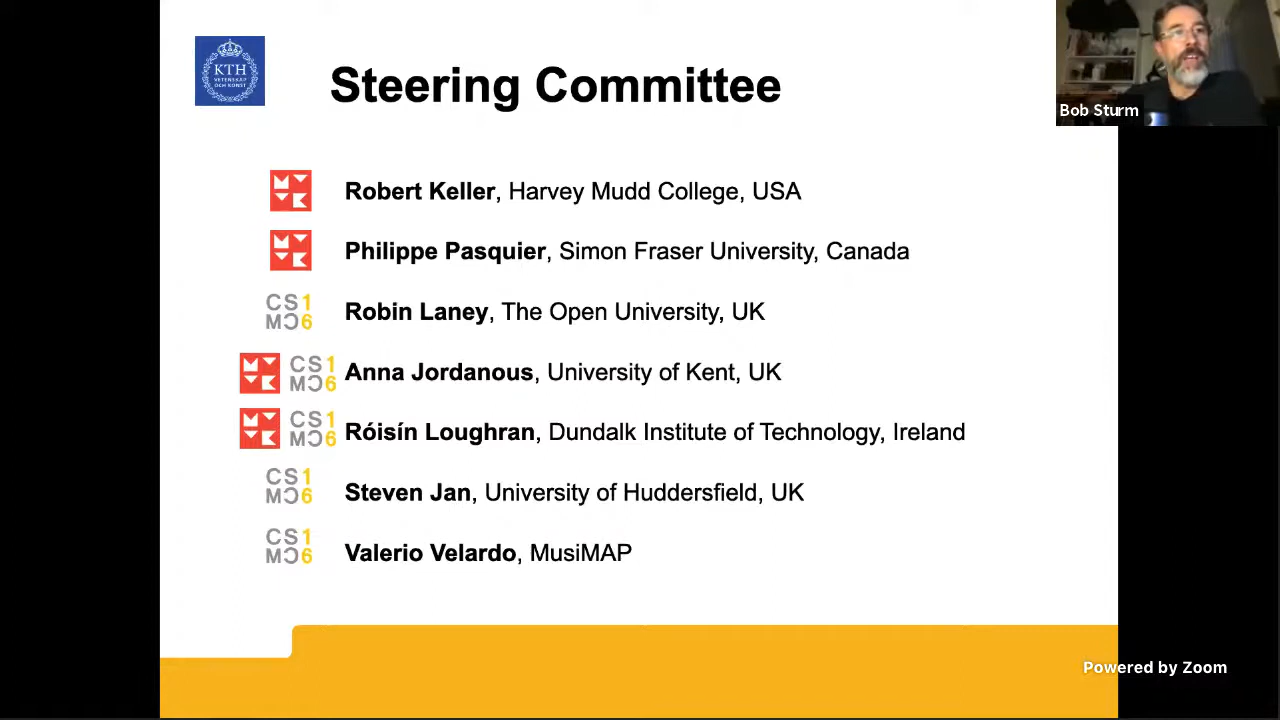 KTH
VETENSKAP
OCH KONST
Steering Committee
Bob Sturm
Robert Keller, Harvey Mudd College, USA
Philippe Pasquier, Simon Fraser University, Canada
CS1
MC6
Robin Laney, The Open University, UK
CS1
MC6
Anna Jordanous, University of Kent, UK
CS1
MC6
Róisín Loughran, Dundalk Institute of Technology, Ireland
CS1
MC6
Steven Jan, University of Huddersfield, UK
CS1
MC6
Valerio Velardo, MusiMAP
Powered by Zoom